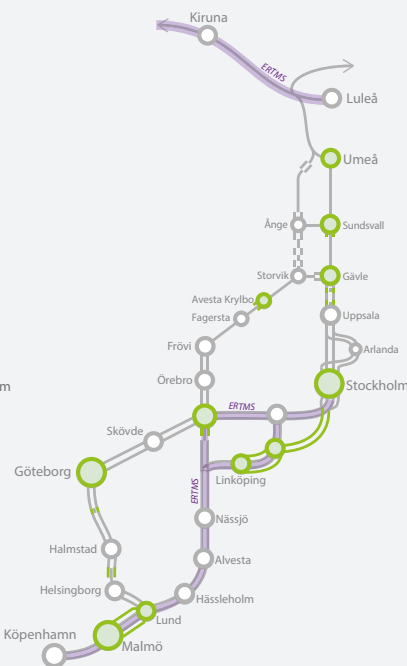 Kiruna
ERTMS
Luleå
Umeå
Ånge
Sundsvall
Storvik
Gävle
Avesta Krylbo
Fagersta
Uppsala
Frövi
Arlanda
m
Örebro
Stockholm
ERTMS
Skövde
Göteborg
Linköping
ERTMS
Nässjö
Halmstad
Alvesta
Helsingborg
Hässleholm
Lund
Köpenhamn
Malmö